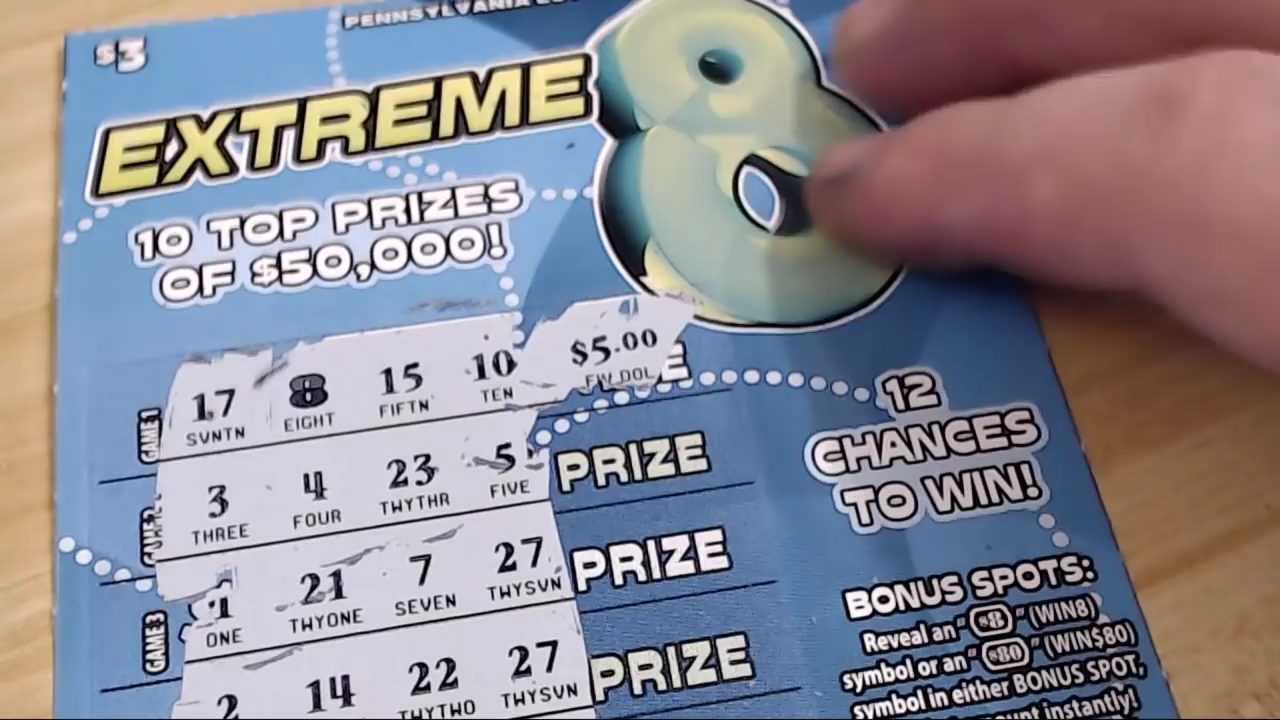 PENNSYLVANIA
$3
EXTREME 8
10 TOP PRIZES
OF $50,000!
GAME 1
17 8 15 10 $5.00
SVNTN EIGHT FIFTN TEN FIV DOL
3 4 23 5 PRIZE
THREE FOUR TWYTHR FIVE
GAME 3
1 21 7 27 PRIZE
ONE TWYONE SEVEN TWYSVN
2 14 22 27 PRIZE
TWYTWO TWYSVN
12
CHANCES
TO WIN!
BONUS SPOTS:
Reveal an "$8" (WIN8)
symbol or an "$80" (WIN$80)
symbol in either BONUS SPOT,
instantly!